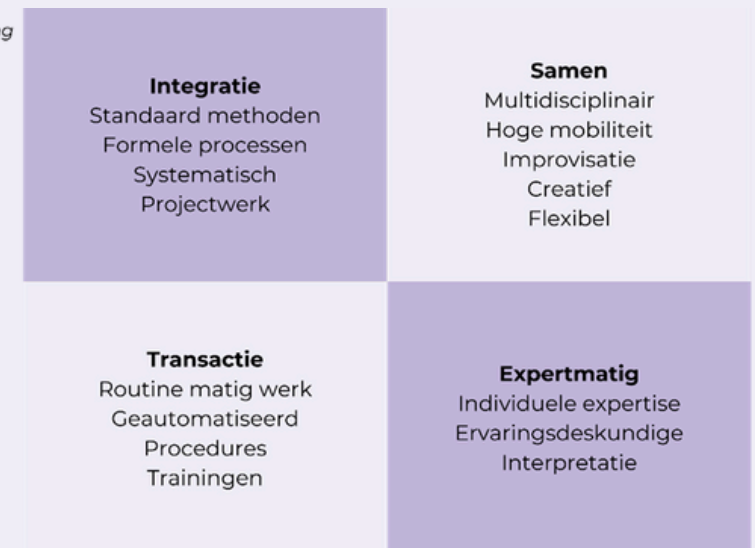 Integratie
Standaard methoden
Formele processen
Systematisch
Projectwerk
Samen
Multidisciplinair
Hoge mobiliteit
Improvisatie
Creatief
Flexibel
Transactie
Routine matig werk
Geautomatiseerd
Procedures
Trainingen
Expertmatig
Individuele expertise
Ervaringsdeskundige
Interpretatie